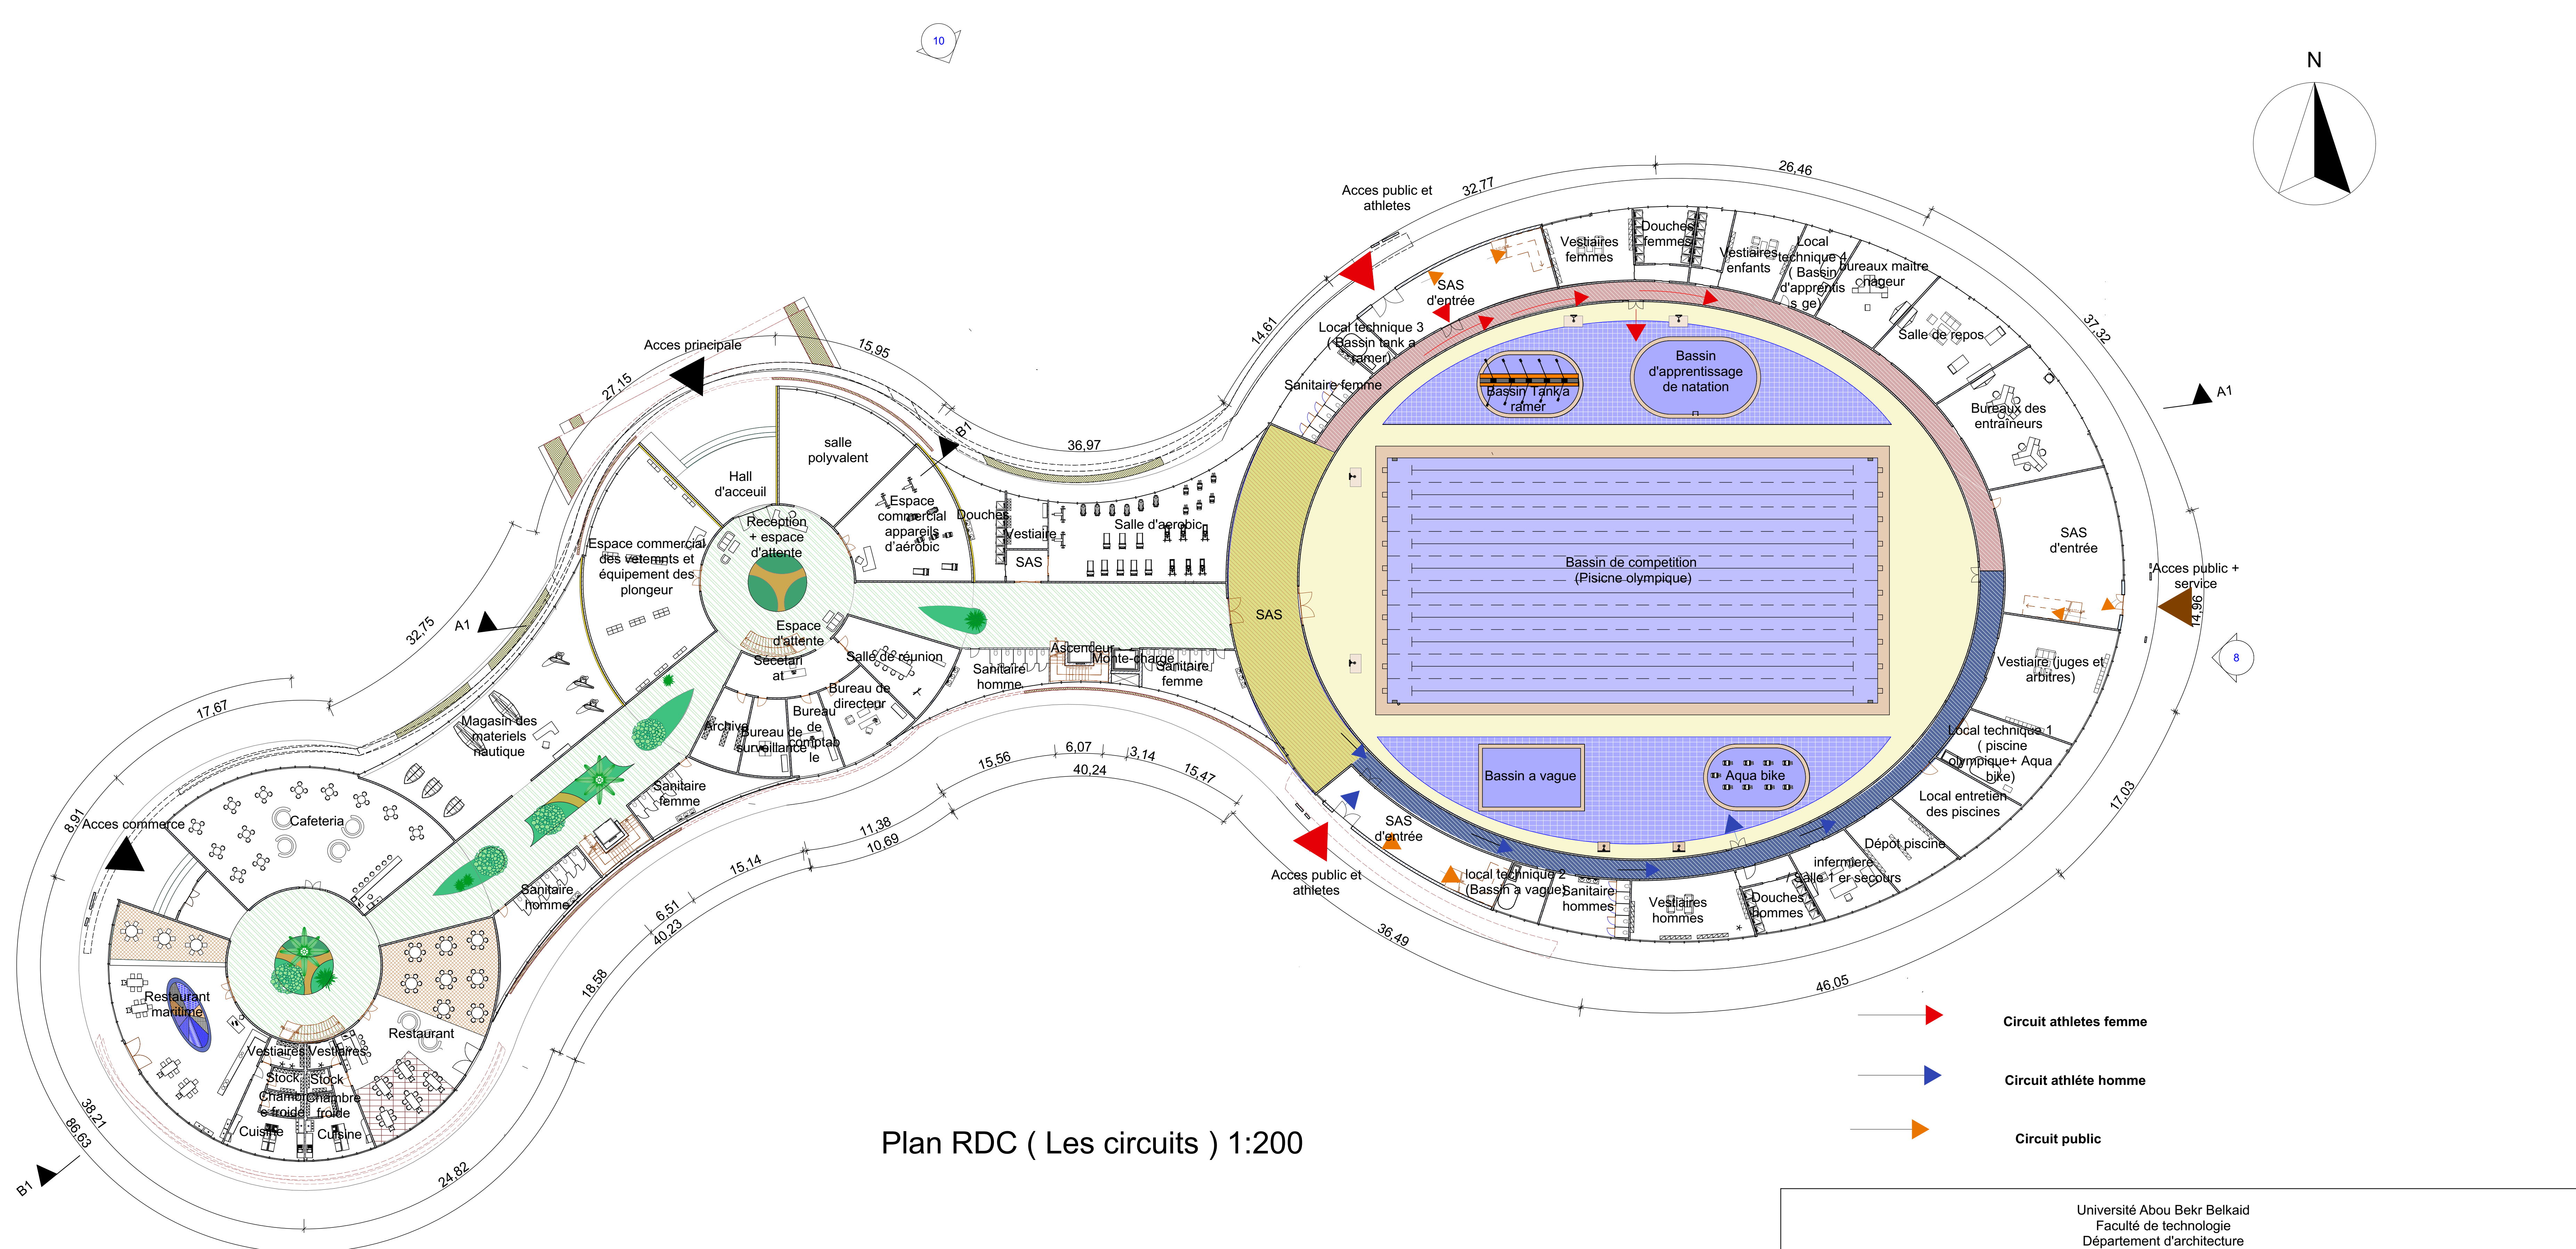 10
N
26,46
32,77
Acces public et
athletes
Vestiaires
femmes
Douches
femmes
Vestiaires
enfants
Local
technique 4
( Bassin
d'apprentis
s ge)
bureaux maitre
nageur
SAS
d'entrée
14,61
37,32
Salle de repos
Local technique 3
( Bassin tank a
ramer)
Sanitaire femme
Bassin Tank a
ramer
Bassin
d'apprentissage
de natation
A1
Bureaux des
entraîneurs
Acces principale
15,95
27,15
B1
36,97
salle
polyvalent
Hall
d'acceuil
Reception
+ espace
d'attente
Espace
commercial
appareils
d'aérobic
Douches
Vestiaire
SAS
Salle d'aerobic
Espace commercial
des vetemnts et
équipement des
plongeur
SAS
d'entrée
Bassin de competition
(Pisicne olympique)
Acces public +
service
14,96
SAS
A1
32,75
Espace
d'attente
Sécétari
at
Salle de réunion
Ascenceur
Monte-charge
Sanitaire
homme
Sanitaire
femme
8
Vestiaire (juges et
arbitres)
Bureau de
directeur
Bureau
de
comptab
le
Archive
Bureau de
surveillance
17,67
Magasin des
materiels
nautique
Local technique 1
( piscine
olympique+ Aqua
bike)
15,56
6,07
3,14
15,47
40,24
Bassin a vague
Aqua bike
Sanitaire
femme
17,03
Local entretien
des piscines
8,91
Acces commerce
Cafeteria
SAS
d'entrée
11,38
10,69
Dépôt piscine
15,14
infermiere
/ Salle 1 er secours
Acces public et
athletes
local technique 2
(Bassin a vague)
Sanitaire
hommes
Vestiaires
hommes
Douches
hommes
Sanitaire
homme
6,51
40,23
36,49
18,58
46,05
Restaurant
maritime
Restaurant
Vestiaires
Vestiaires
Stock
Stock
Chambr
e froide
Chambre
froide
Cuisine
Cuisine
38,21
86,63
24,82
B1
Circuit athletes femme
Circuit athléte homme
Circuit public
Plan RDC ( Les circuits ) 1:200
Université Abou Bekr Belkaid
Faculté de technologie
Département d'architecture